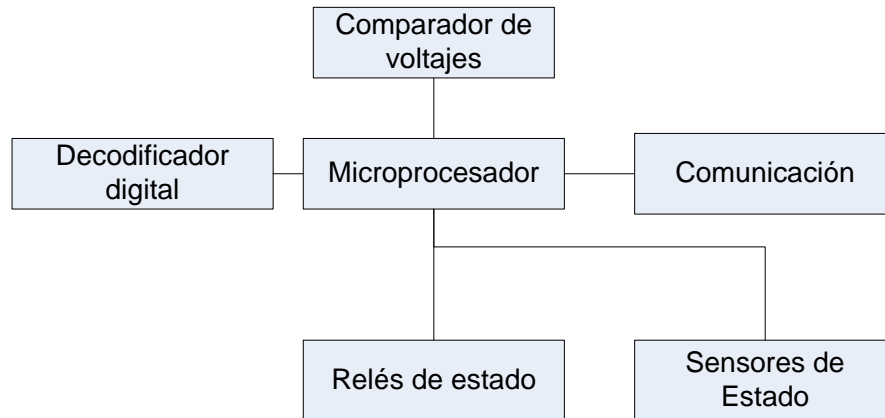 Comparador de
voltajes
Decodificador
digital
Microprocesador
Comunicación
Relés de estado
Sensores de
Estado